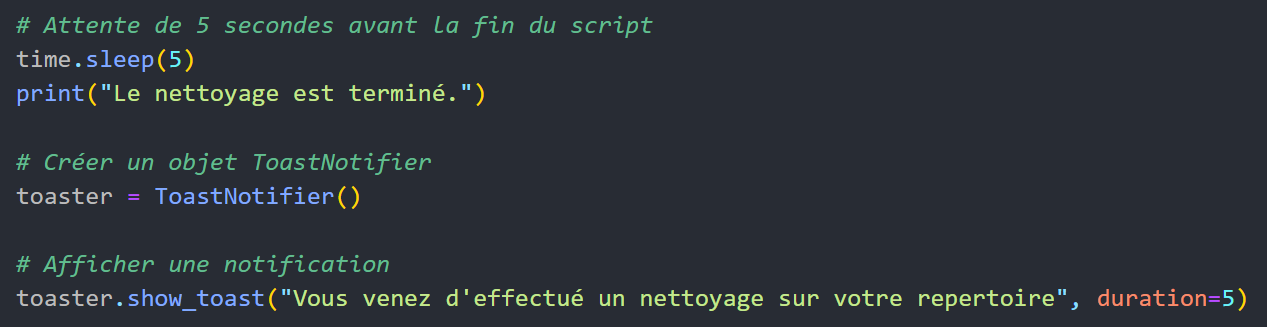 # Attente de 5 secondes avant la fin du script
time.sleep(5)
print("Le nettoyage est terminé.")
# Créer un objet ToastNotifier
toaster = ToastNotifier()
# Afficher une notification
toaster.show_toast("Vous venez d'effectué un nettoyage sur votre repertoire", duration=5)